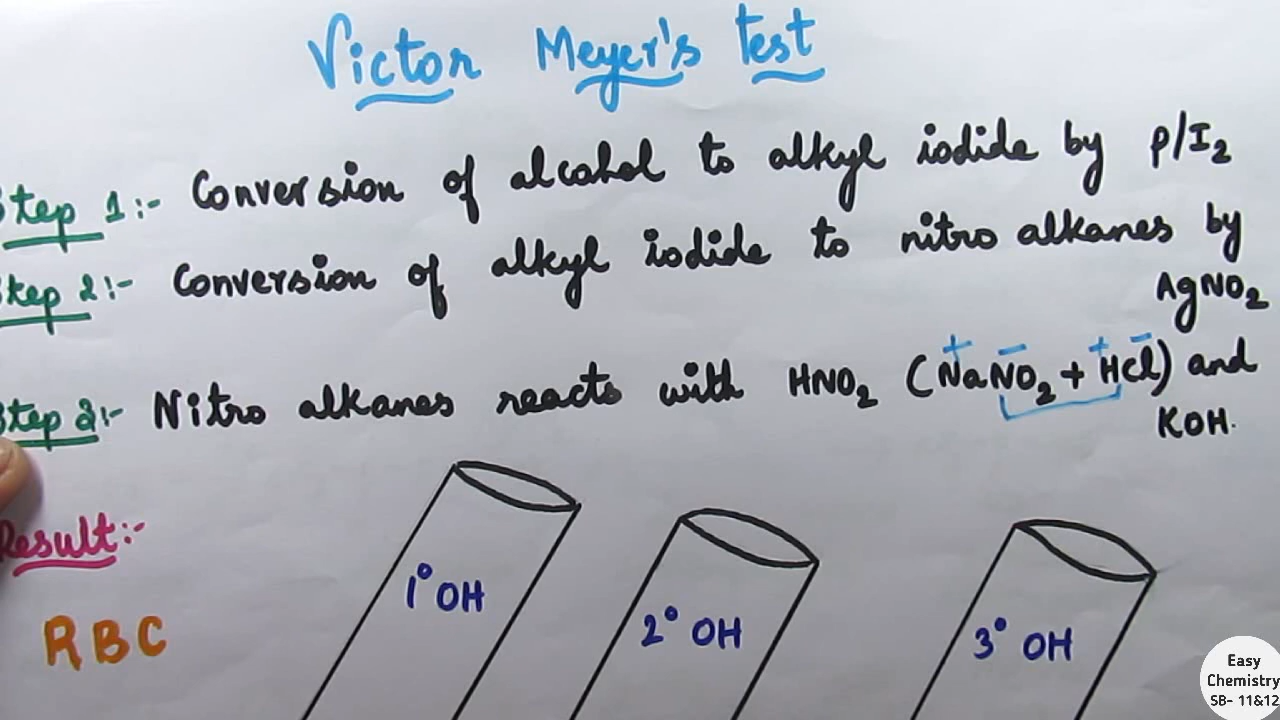 Victor Meyer's test
Step 1:- Conversion of alcahol to alkyl iodide by P/I2
Step 2:- Conversion of alkyl iodide to nitro alkanes by
AgNO2
+ - + -
Step 3:- Nitro alkanes reacts with HNO2 (NaNO2 + HCl) and
KOH.
Result:-
RBC
1° OH
2° OH
3° OH
Easy
Chemistry
SB- 11&12